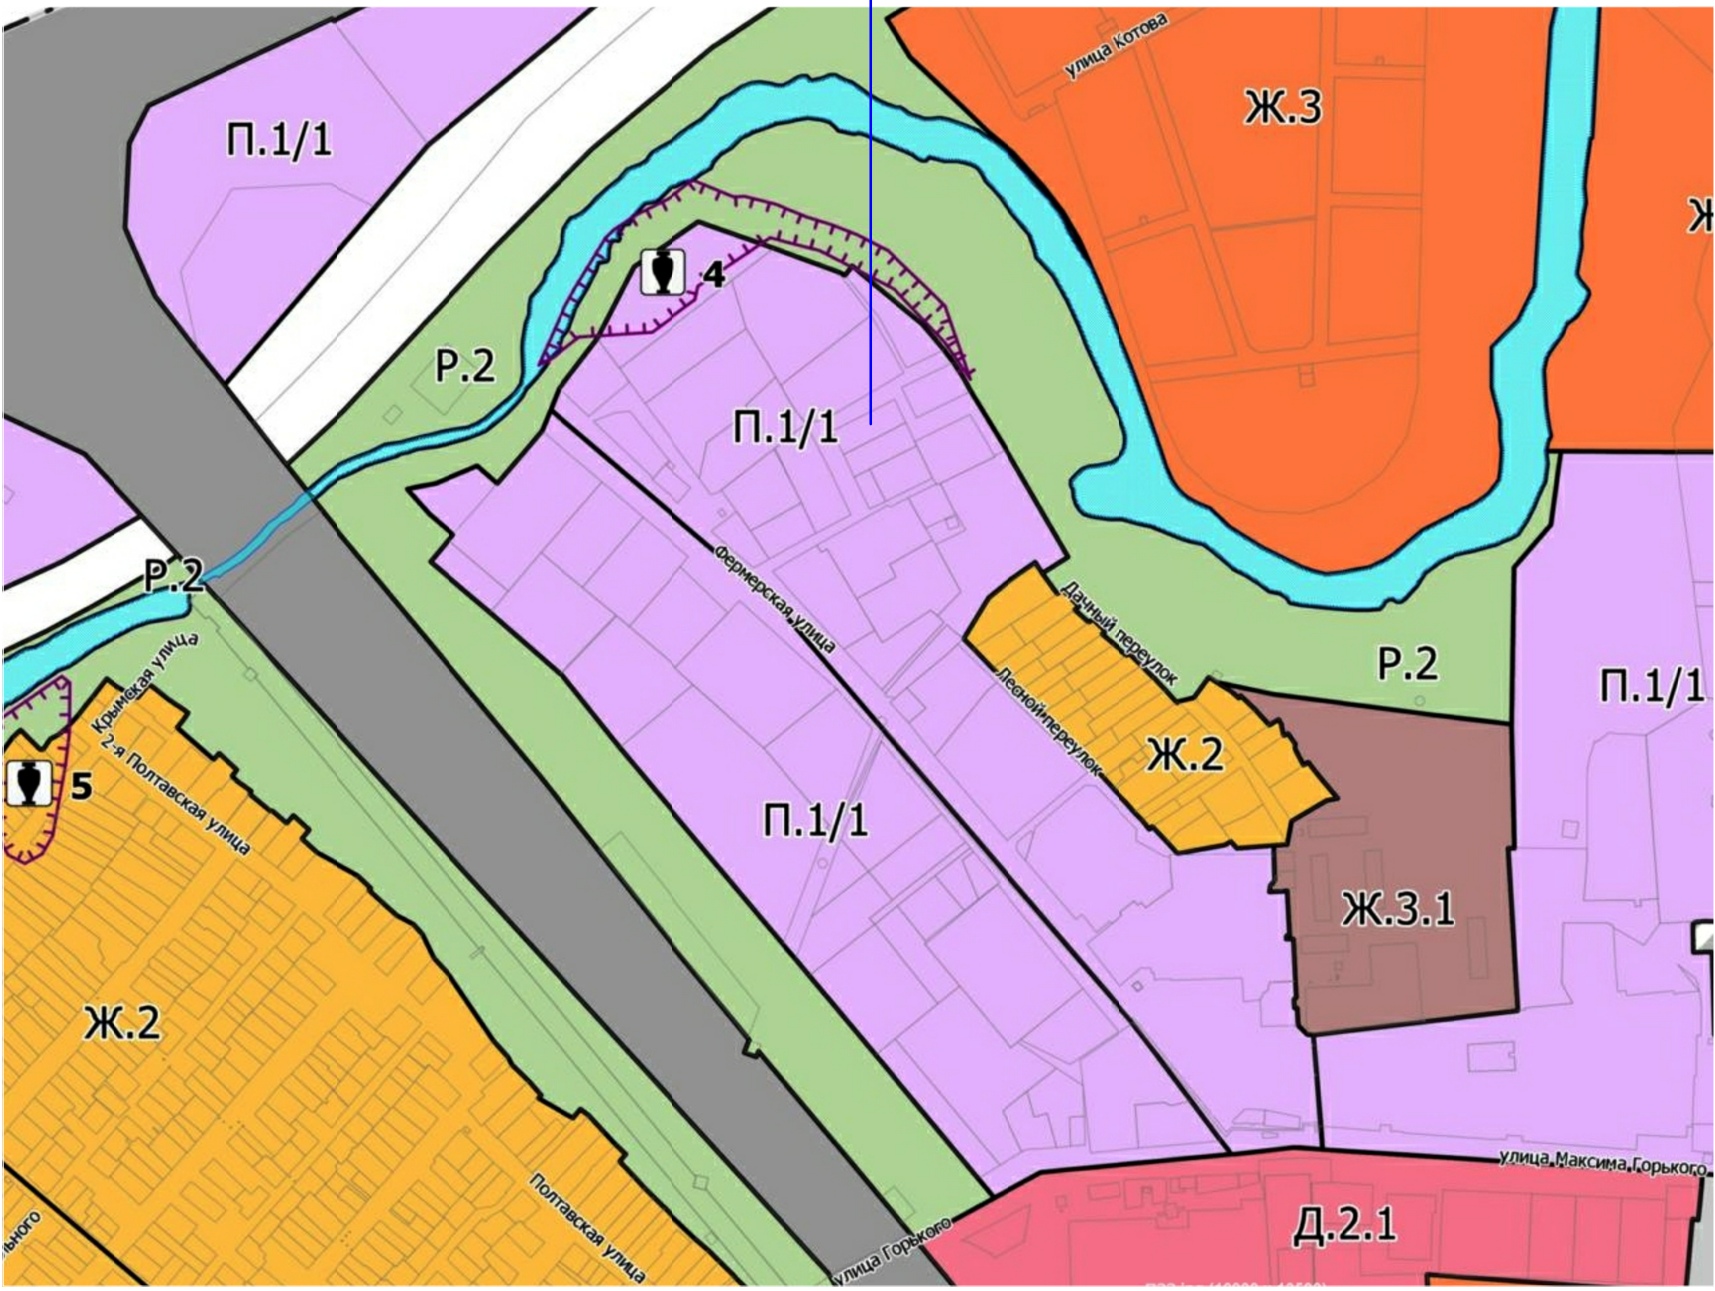 улица Котова
Ж.3
П.1/1
Ж
4
Р.2
П.1/1
Р.2
Фермерская улица
Дачный переулок
Крымская улица
Р.2
Лесной переулок
П.1/1
2-я Полтавская улица
Ж.2
5
П.1/1
Ж.3.1
Ж.2
улица Максима Горького
Полтавская улица
Д.2.1
ьного
улица Горького